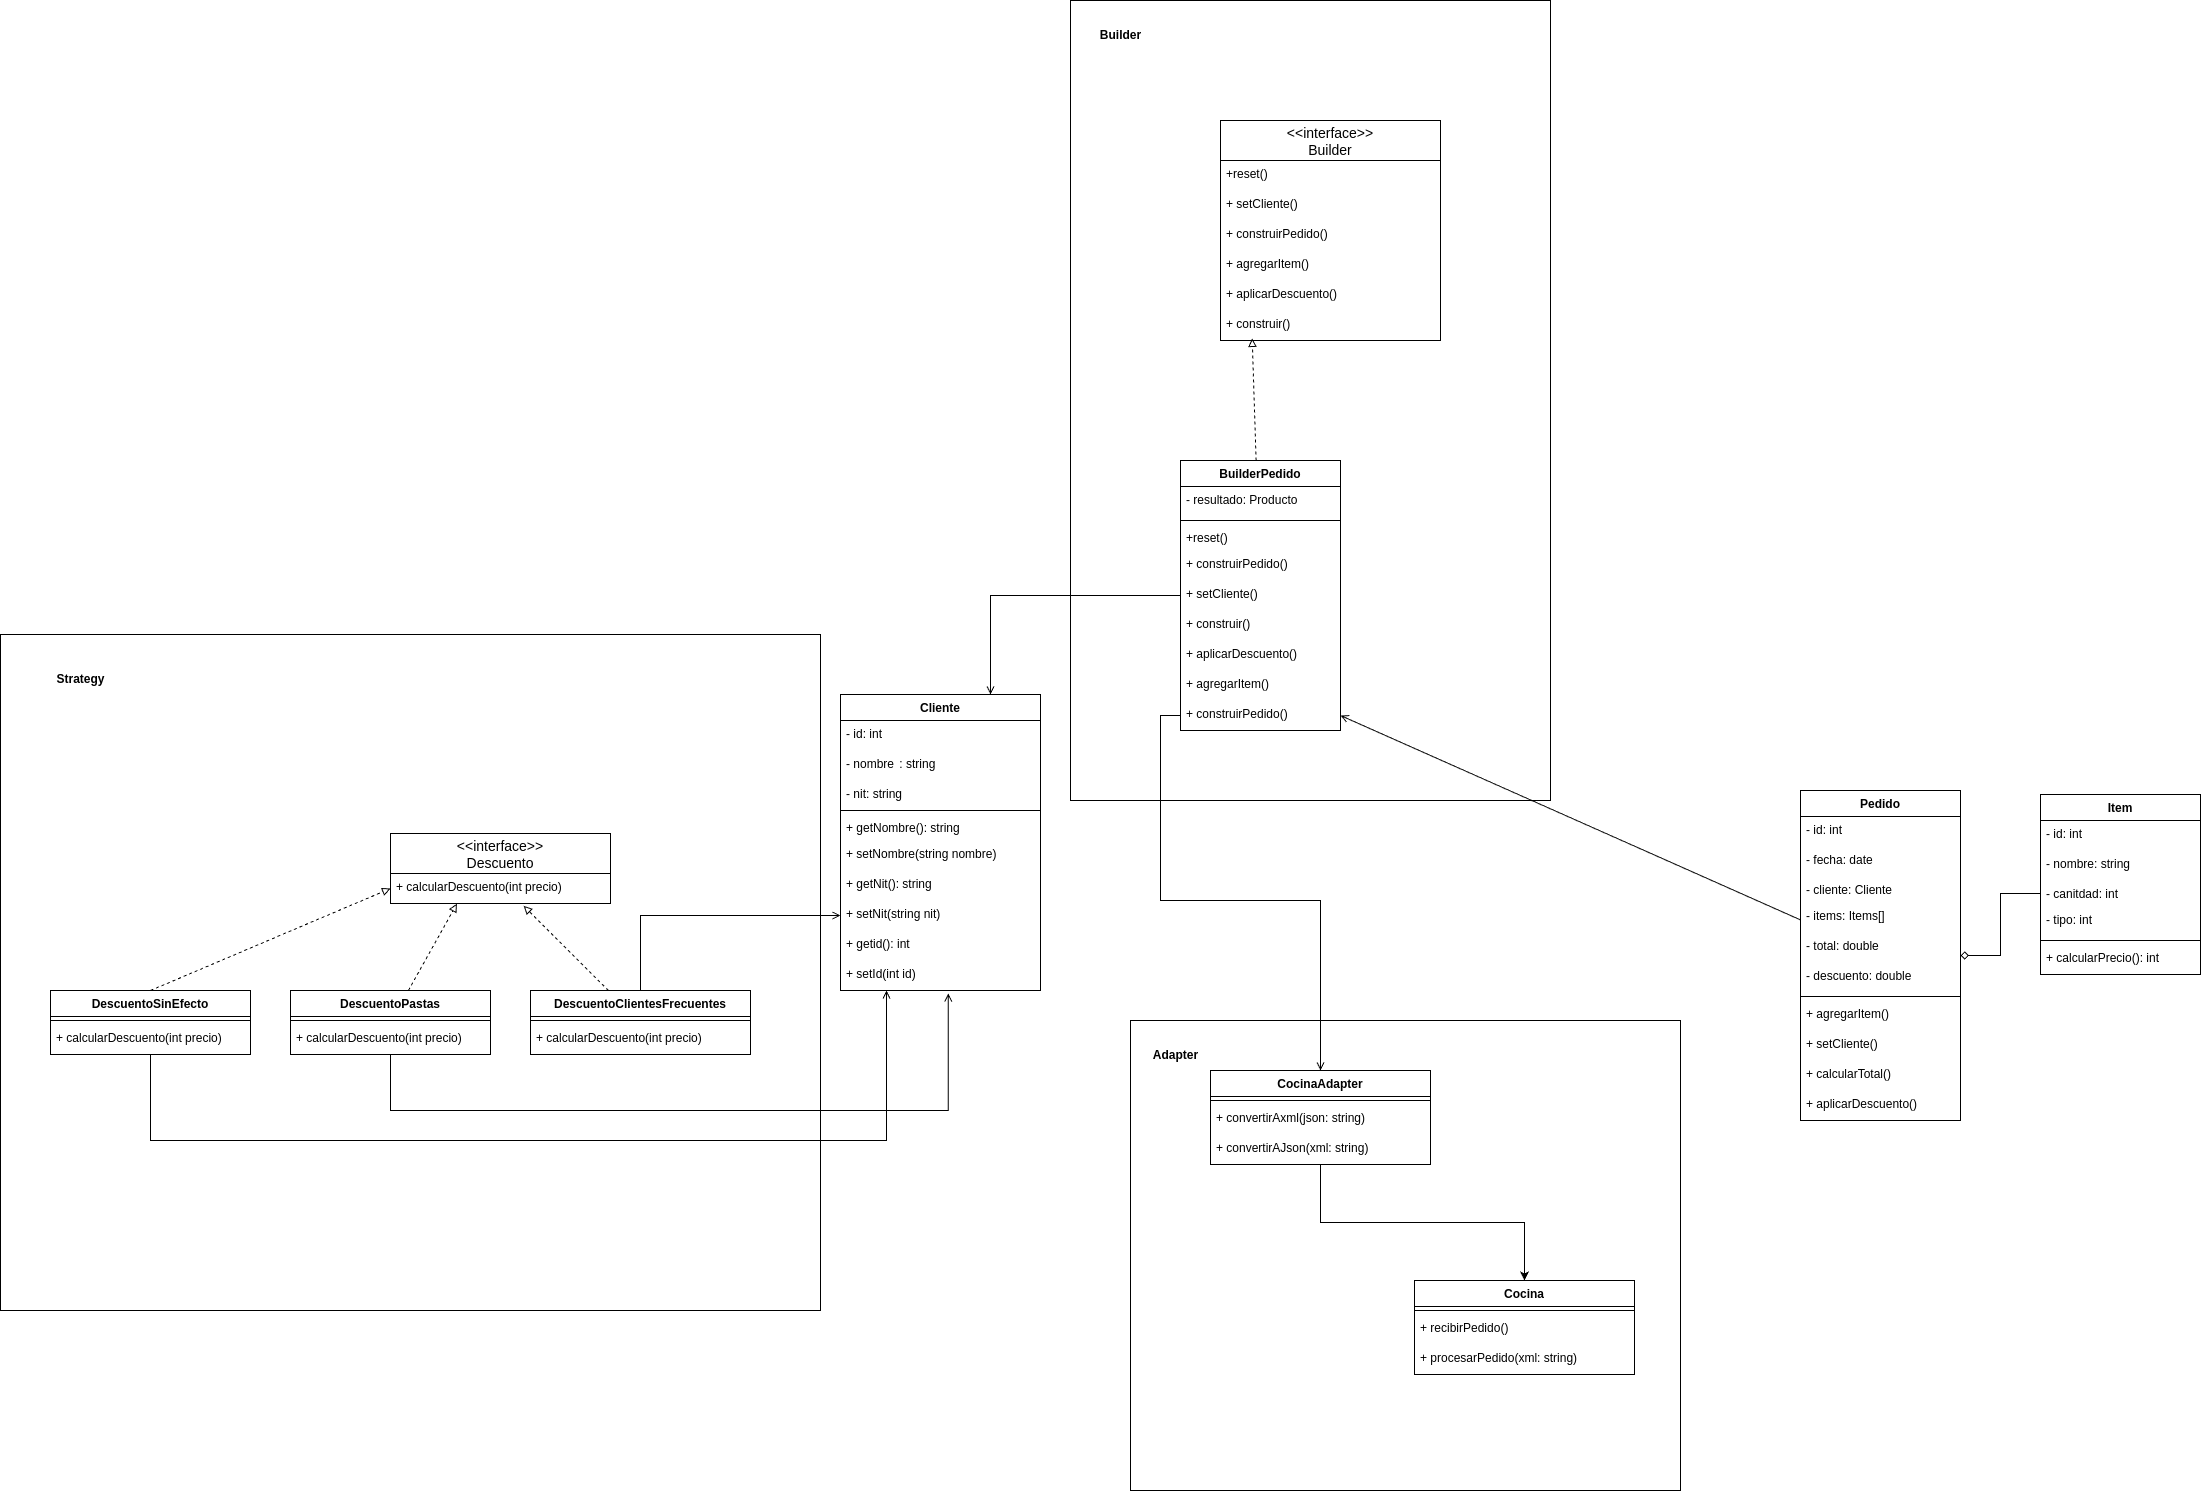 Builder
<<interface>>
Builder
+reset()
+ setCliente()
+ construirPedido()
+ agregarItem()
+ aplicarDescuento()
+ construir()
BuilderPedido
- resultado: Producto
+reset()
+ construirPedido()
+ setCliente()
+ construir()
+ aplicarDescuento()
+ agregarItem()
+ construirPedido()
Strategy
<<interface>>
Descuento
+ calcularDescuento(int precio)
DescuentoSinEfecto
+ calcularDescuento(int precio)
DescuentoPastas
+ calcularDescuento(int precio)
DescuentoClientesFrecuentes
+ calcularDescuento(int precio)
Cliente
- id: int
- nombre : string
- nit: string
+ getNombre(): string
+ setNombre(string nombre)
+ getNit(): string
+ setNit(string nit)
+ getid(): int
+ setId(int id)
Adapter
CocinaAdapter
+ convertirAxml(json: string)
+ convertirAJson(xml: string)
Cocina
+ recibirPedido()
+ procesarPedido(xml: string)
Pedido
- id: int
- fecha: date
- cliente: Cliente
- items: Items[]
- total: double
- descuento: double
+ agregarItem()
+ setCliente()
+ calcularTotal()
+ aplicarDescuento()
Item
- id: int
- nombre: string
- canitdad: int
- tipo: int
+ calcularPrecio(): int